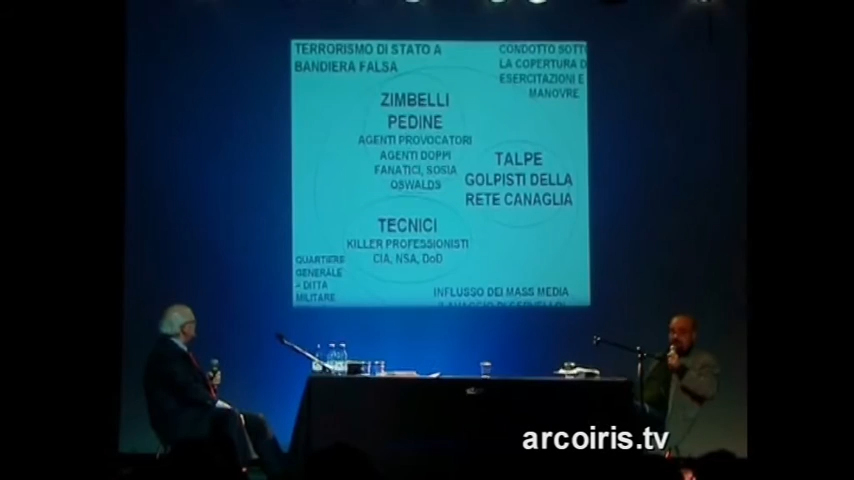 TERRORISMO DI STATO A
BANDIERA FALSA
CONDOTTO SOTTO
LA COPERTURA D
ESERCITAZIONI E
MANOVRE
ZIMBELLI
PEDINE
AGENTI PROVOCATORI
AGENTI DOPPI
FANATICI, SOSIA
OSWALDS
TALPE
GOLPISTI DELLA
RETE CANAGLIA
TECNICI
KILLER PROFESSIONISTI
CIA, NSA, DoD
QUARTIERE
GENERALE
= DITTA
MILITARE
INFLUSSO DEI MASS MEDIA
arcoiris.tv